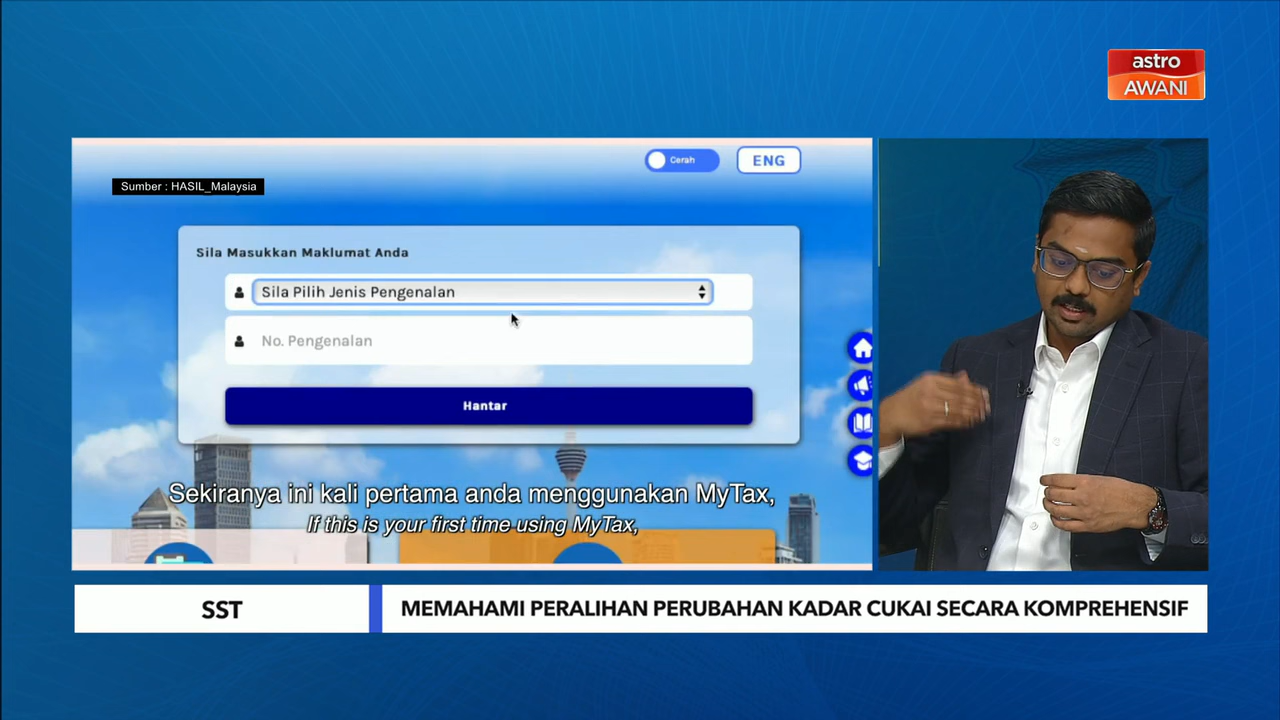 astro
AWANI
Cerah
ENG
Sumber : HASIL_Malaysia
Sila Masukkan Maklumat Anda
Sila Pilih Jenis Pengenalan
No. Pengenalan
Hantar
Sekiranya ini kali pertama anda menggunakan MyTax,
If this is your first time using MyTax,
SST
MEMAHAMI PERALIHAN PERUBAHAN KADAR CUKAI SECARA KOMPREHENSIF